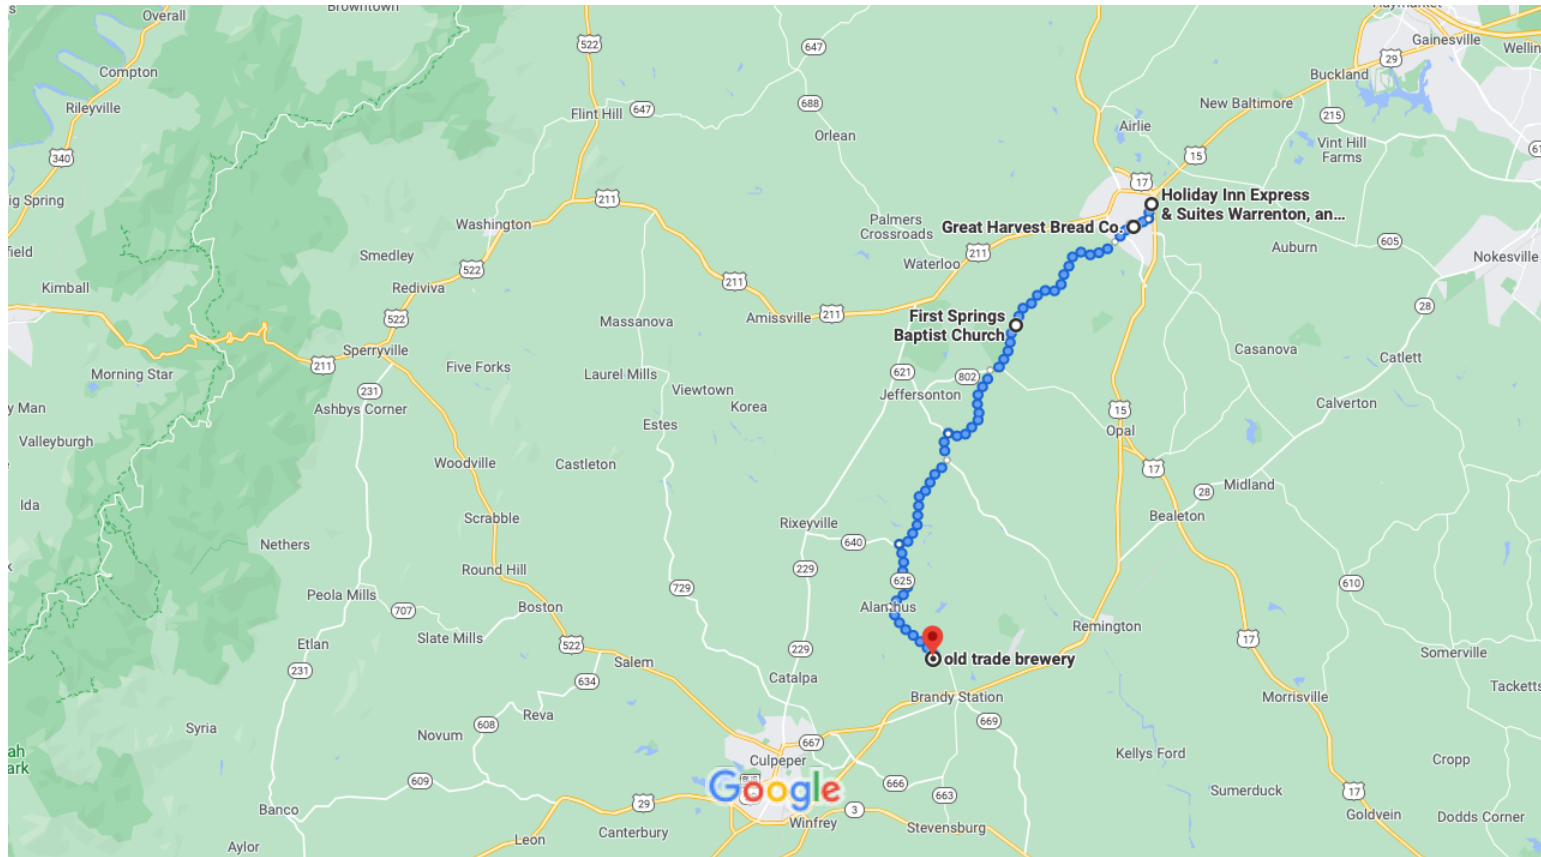 s
Overall
Browntown
Haymarket
Gainesville
Wellin
Compton
522
647
29
Buckland
Rileyville
688
New Baltimore
Flint Hill
647
215
Airlie
Orlean
Vint Hill
Farms
340
15
17
ig Spring
211
Holiday Inn Express
& Suites Warrenton, an...
Palmers
Crossroads
Washington
Great Harvest Bread Co.
605
Auburn
field
Smedley
211
Waterloo
Nokesville
522
Kimball
Rediviva
211
28
522
Massanova
Amissville
211
First Springs
Baptist Church
Sperryville
Casanova
Catlett
211
Morning Star
Five Forks
Laurel Mills
621
802
231
Viewtown
Jeffersonton
y Man
Ashbys Corner
Korea
15
Calverton
Valleyburgh
Estes
Opal
Woodville
Castleton
17
Midland
28
Ida
Scrabble
Rixeyville
Bealeton
Nethers
640
k
Round Hill
229
625
610
Peola Mills
729
707
Boston
Alanthus
Slate Mills
Remington
Etlan
522
17
229
Salem
old trade brewery
Somerville
231
634
Catalpa
Brandy Station
Morrisville
Tacketts
Reva
Syria
608
669
Novum
667
ah
ark
Kellys Ford
Culpeper
Cropp
609
BUS
Google
666
Sumerduck
17
Banco
29
663
3
Goldvein
Dodds Corner
Canterbury
Winfrey
Stevensburg
Leon
Aylor